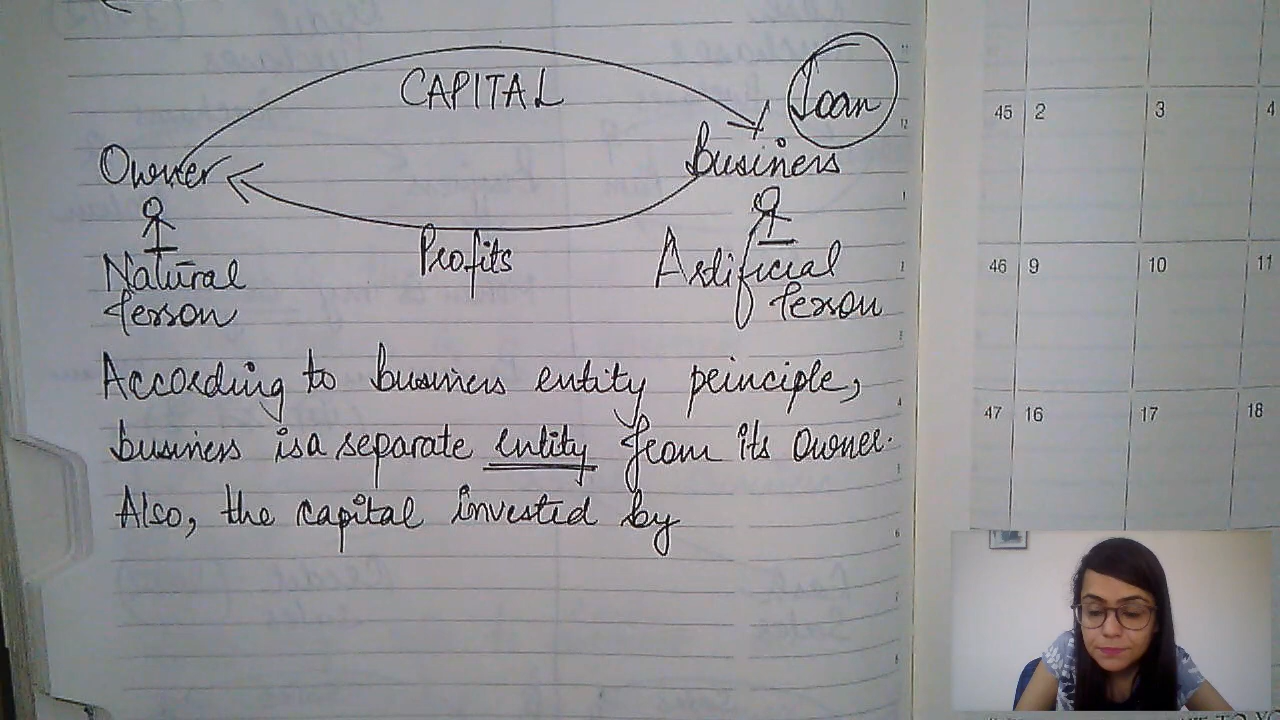 CAPITAL
Loan
Owner
Business
Natural
Person
Profits
Artificial
Person
According to business entity principle,
business is a separate entity from its owner.
Also, the capital invested by
45 2 3 4
46 9 10 11
47 16 17 18